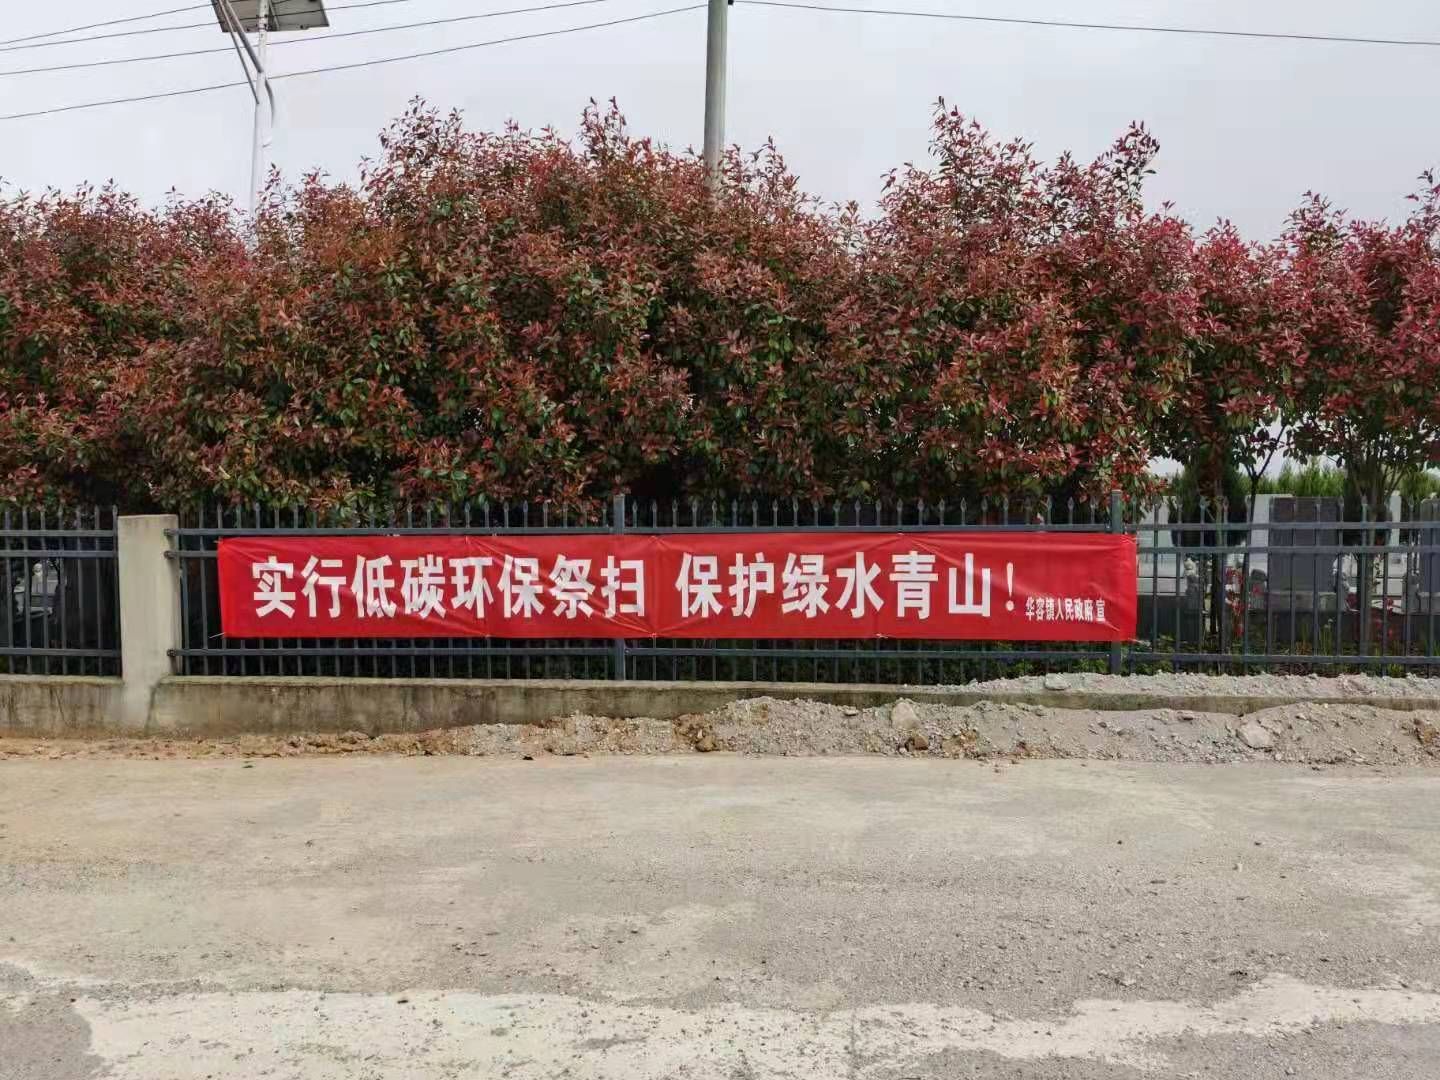 实行低碳环保祭扫 保护绿水青山！
华容镇人民政府 宣